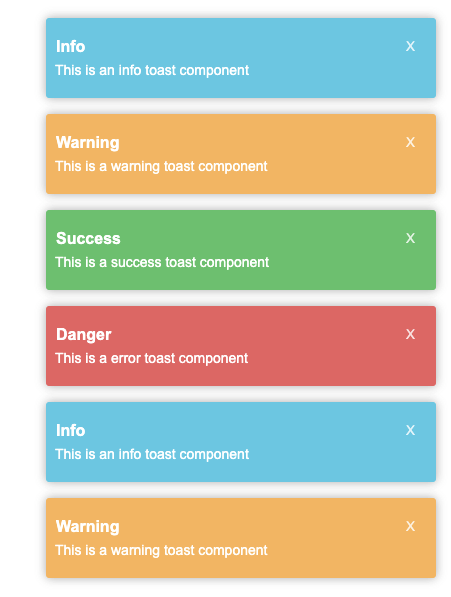 Info X
This is an info toast component
Warning X
This is a warning toast component
Success X
This is a success toast component
Danger X
This is a error toast component
Info X
This is an info toast component
Warning X
This is a warning toast component